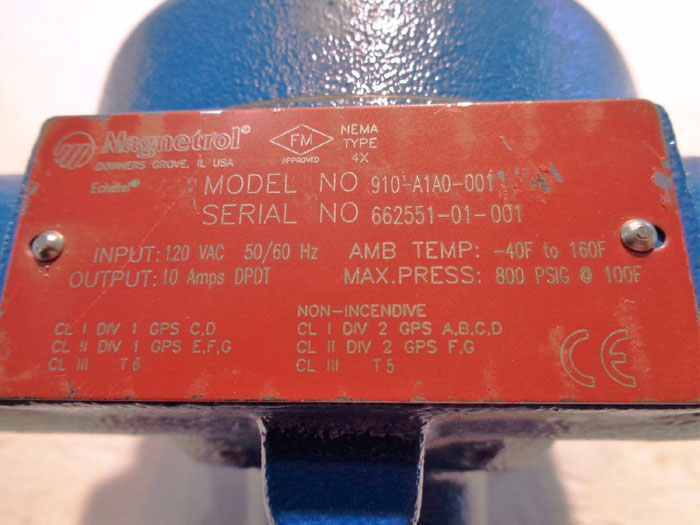 Magnetrol®
DOWNERS GROVE, IL USA
Echotel®
FM
APPROVED
NEMA
TYPE
4X
MODEL NO 910-A1A0-001
SERIAL NO 662551-01-001
INPUT: 120 VAC 50/60 Hz AMB TEMP: -40F to 160F
OUTPUT: 10 Amps DPDT MAX.PRESS: 800 PSIG @ 100F
NON-INCENDIVE
CL I DIV 1 GPS C,D CL I DIV 2 GPS A,B,C,D
CL II DIV 1 GPS E,F,G CL II DIV 2 GPS F,G
CL III T6 CL III T5
CE